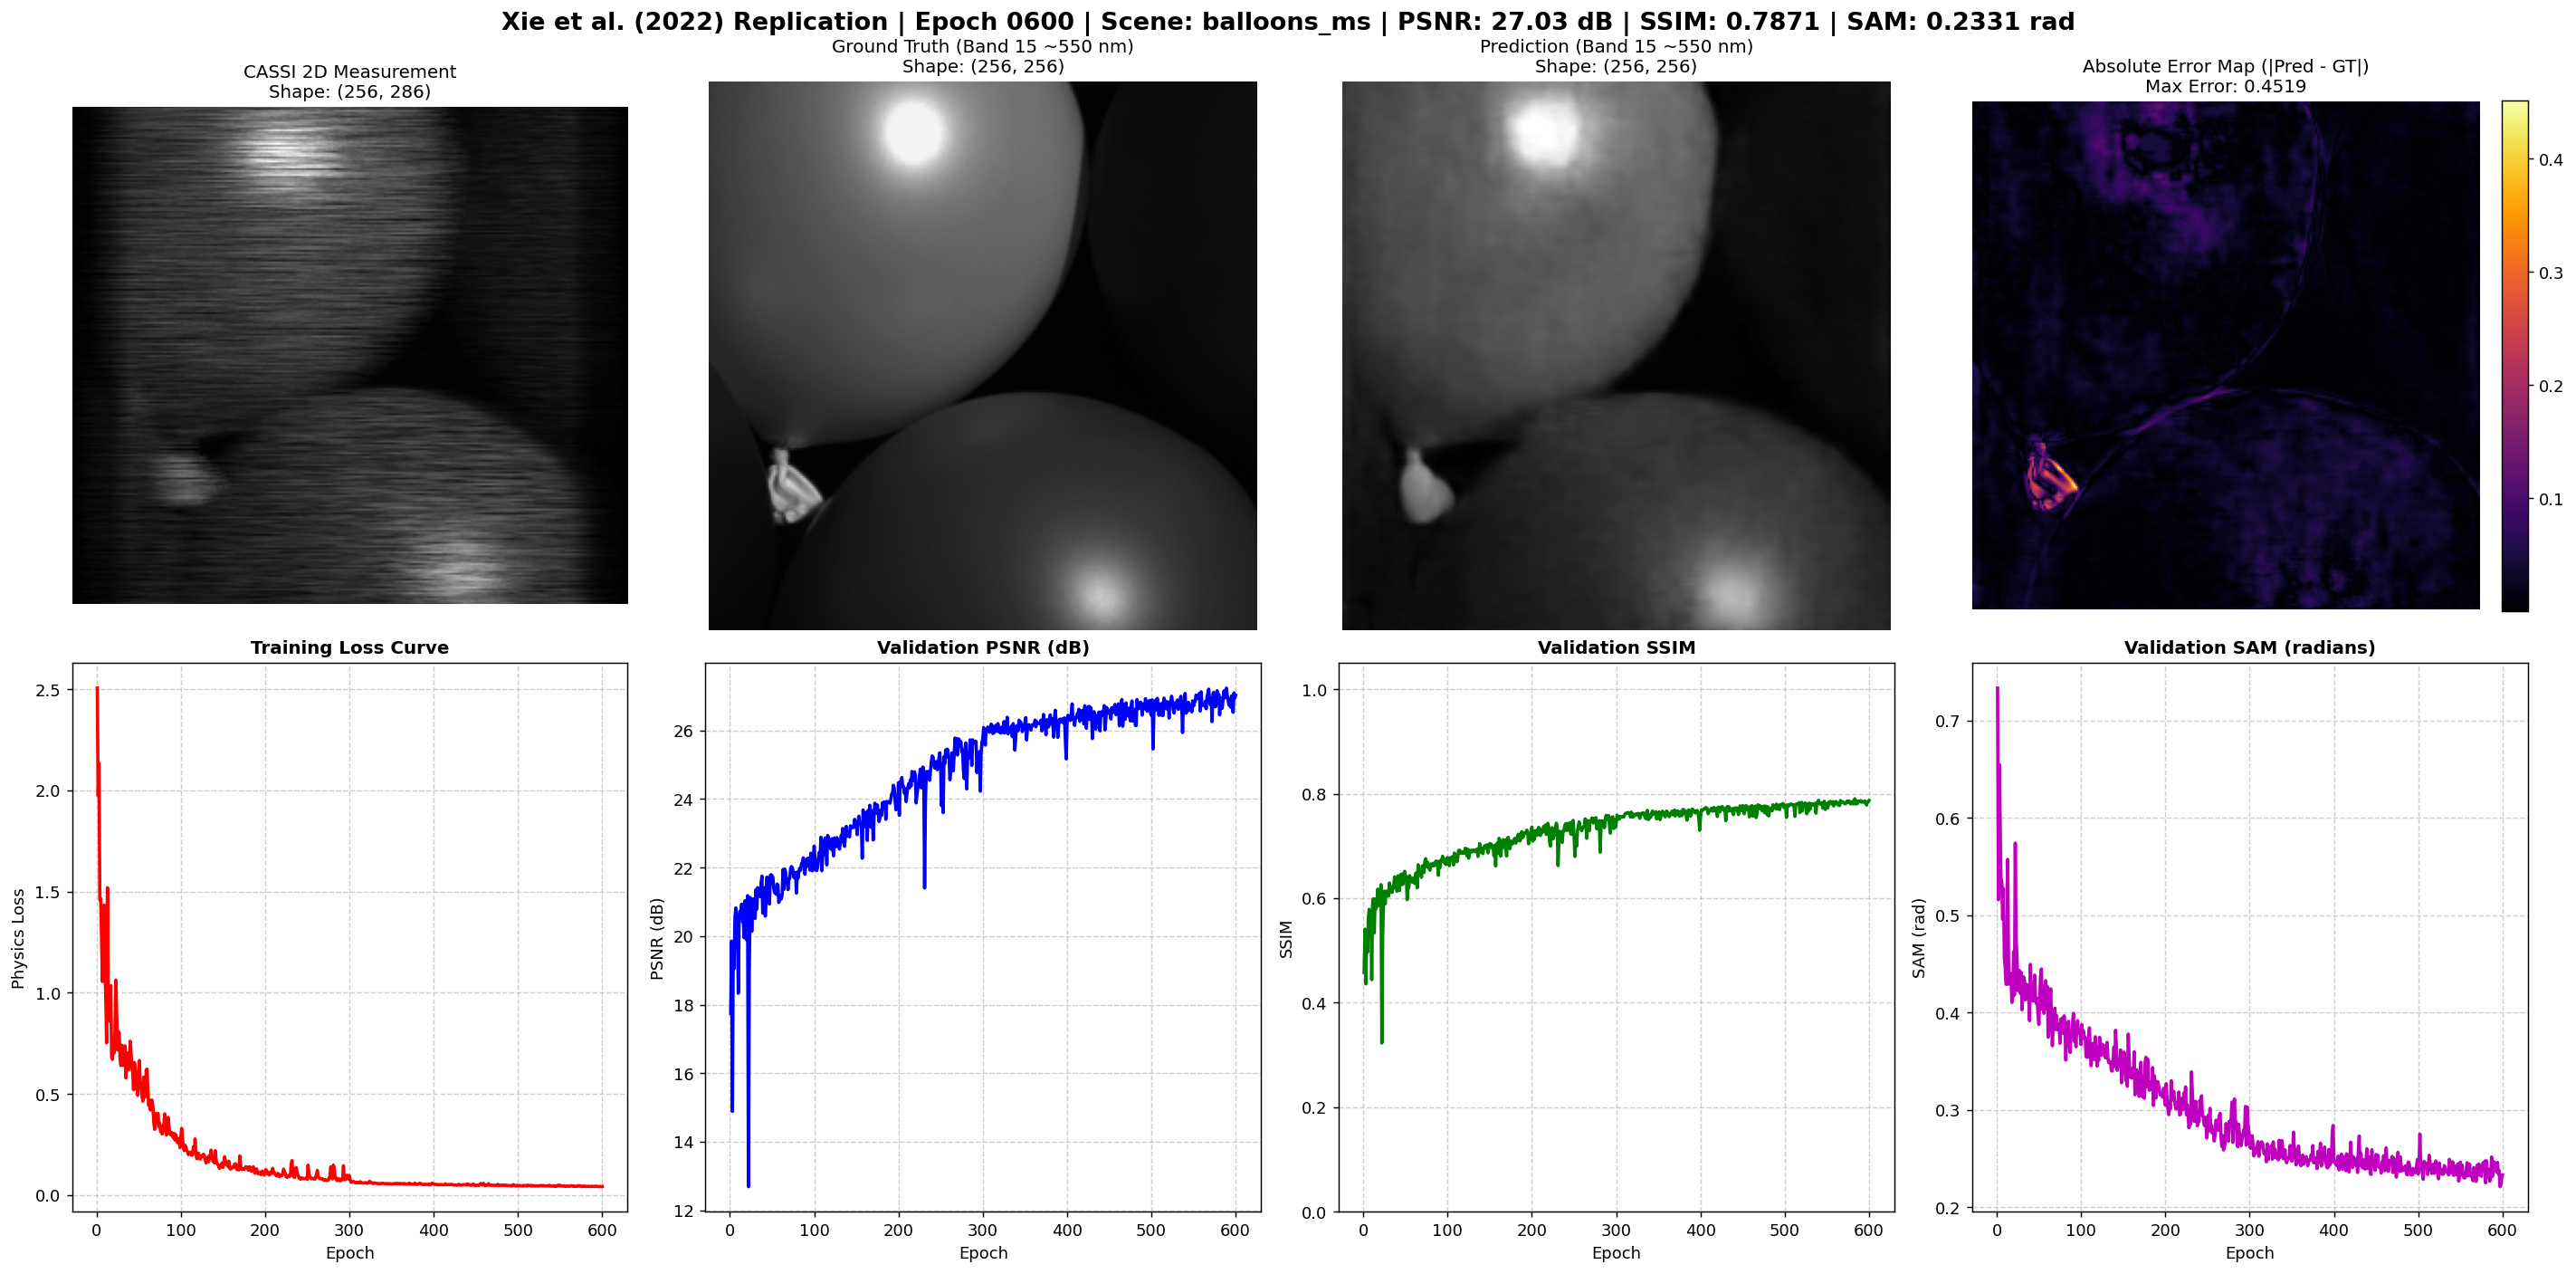 Xie et al. (2022) Replication | Epoch 0600 | Scene: balloons_ms | PSNR: 27.03 dB | SSIM: 0.7871 | SAM: 0.2331 rad
CASSI 2D Measurement
Shape: (256, 286)
Ground Truth (Band 15 ~550 nm)
Shape: (256, 256)
Prediction (Band 15 ~550 nm)
Shape: (256, 256)
Absolute Error Map (|Pred - GT|)
Max Error: 0.4519
0.4
0.3
0.2
0.1
Training Loss Curve
Physics Loss
2.5
2.0
1.5
1.0
0.5
0.0
0 100 200 300 400 500 600
Epoch
Validation PSNR (dB)
PSNR (dB)
26
24
22
20
18
16
14
12
0 100 200 300 400 500 600
Epoch
Validation SSIM
SSIM
1.0
0.8
0.6
0.4
0.2
0.0
0 100 200 300 400 500 600
Epoch
Validation SAM (radians)
SAM (rad)
0.7
0.6
0.5
0.4
0.3
0.2
0 100 200 300 400 500 600
Epoch